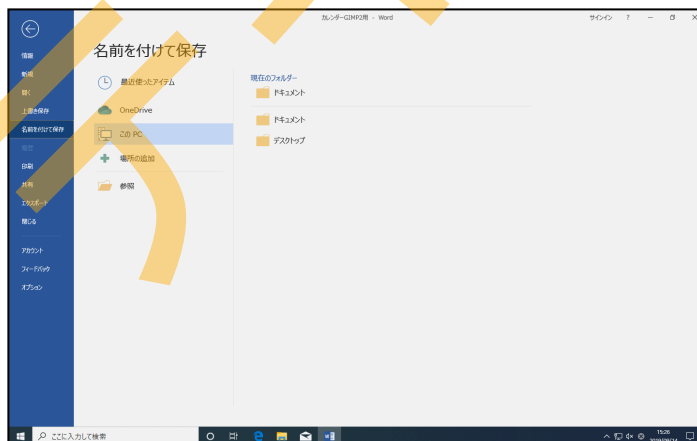 カレンダーGIMP2用 - Word
サインイン ?
情報
新規
開く
上書き保存
名前を付けて保存
印刷
共有
エクスポート
閉じる
アカウント
フィードバック
オプション
名前を付けて保存
最近使ったアイテム
OneDrive
この PC
場所の追加
参照
現在のフォルダー
ドキュメント
ドキュメント
デスクトップ
ここに入力して検索
15:26